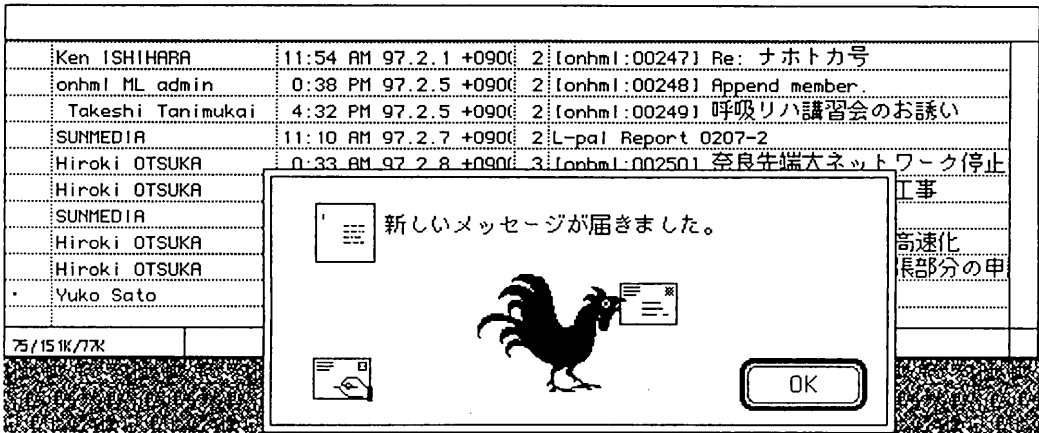 Ken ISHIHARA 11:54 AM 97.2.1 +0900 2 [onhml:00247] Re: ナホトカ号
onhml ML admin 0:38 PM 97.2.5 +0900 2 [onhml:00248] Append member.
Takeshi Tanimukai 4:32 PM 97.2.5 +0900 2 [onhml:00249] 呼吸リハ講習会のお誘い
SUNMEDIA 11:10 AM 97.2.7 +0900 2 L-pal Report 0207-2
Hiroki OTSUKA 0:33 AM 97.2.8 +0900 3 [onhml:00250] 奈良先端大ネットワーク停止
Hiroki OTSUKA 工事
SUNMEDIA
Hiroki OTSUKA 高速化
Hiroki OTSUKA 張部分の申
・ Yuko Sato
75/151K/77K
新しいメッセージが届きました。
OK